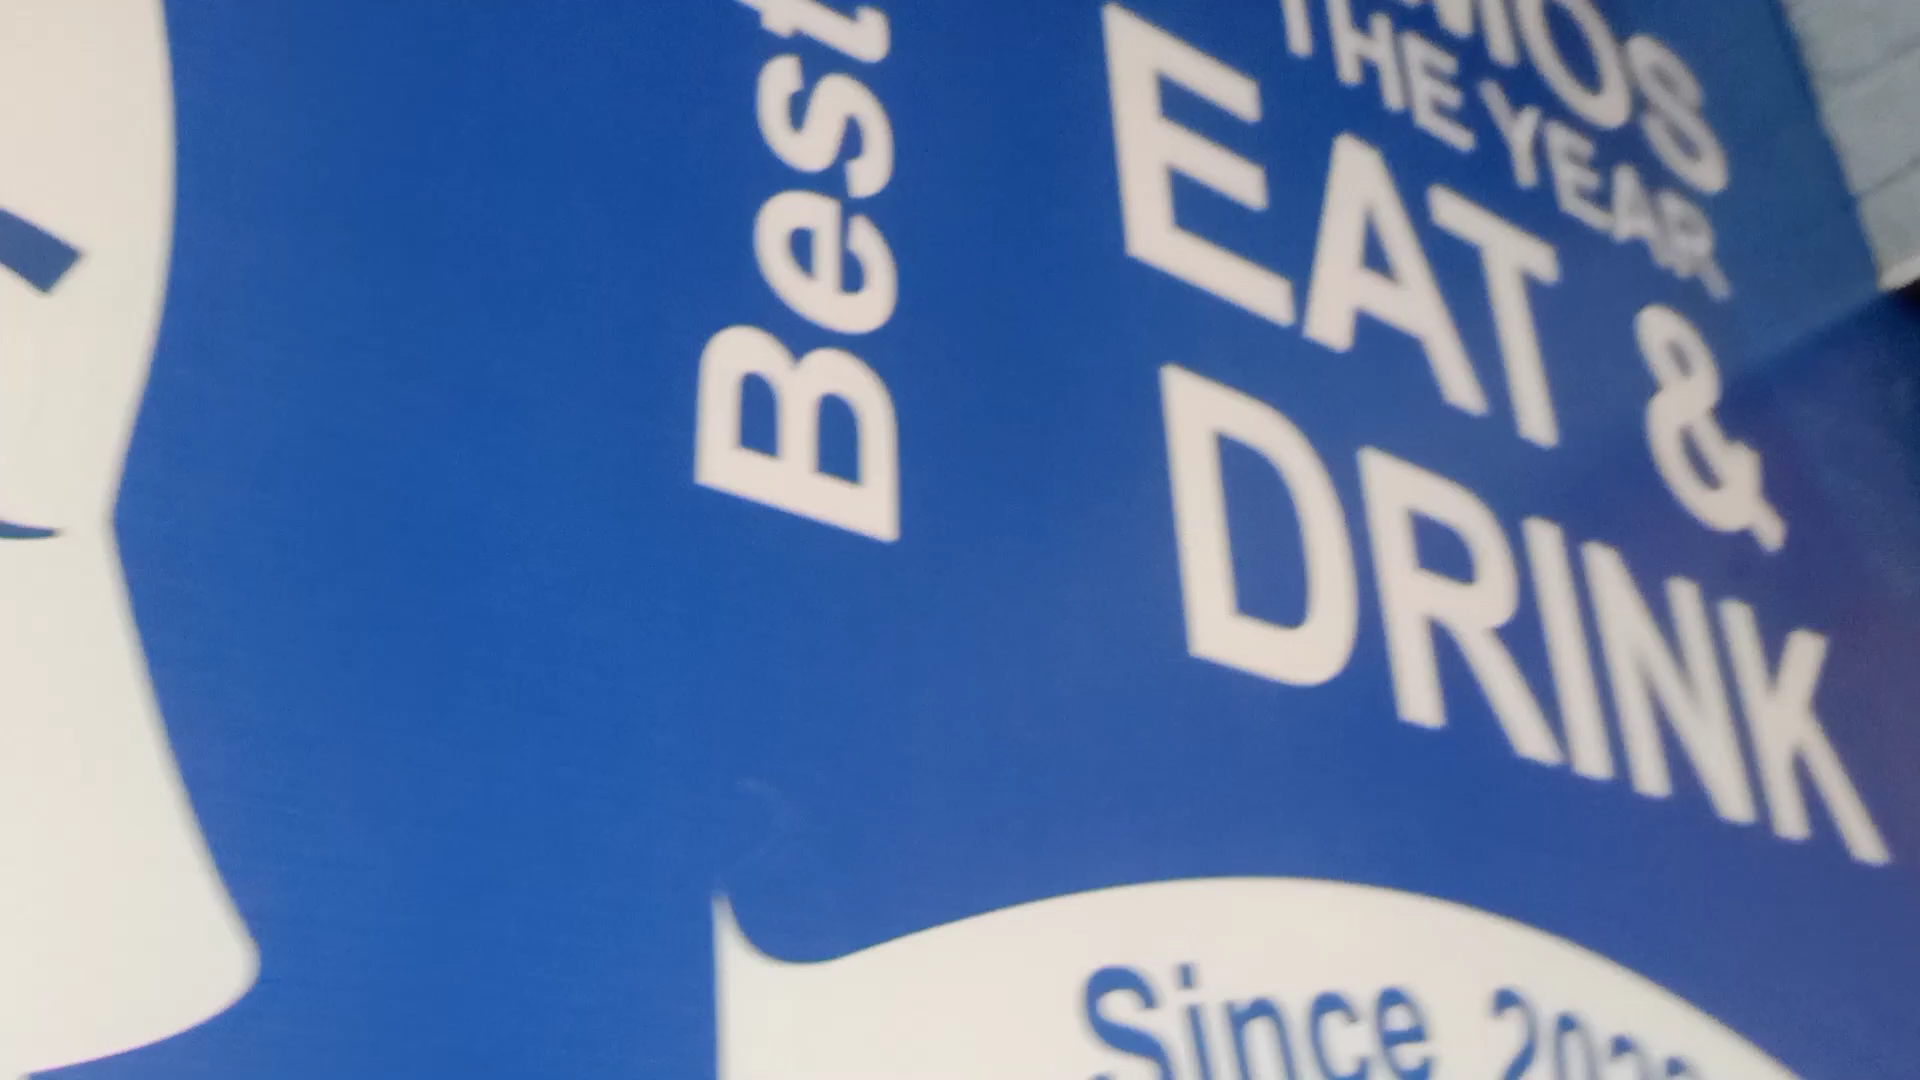 Best
THE YEAR
EAT &
DRINK
Since